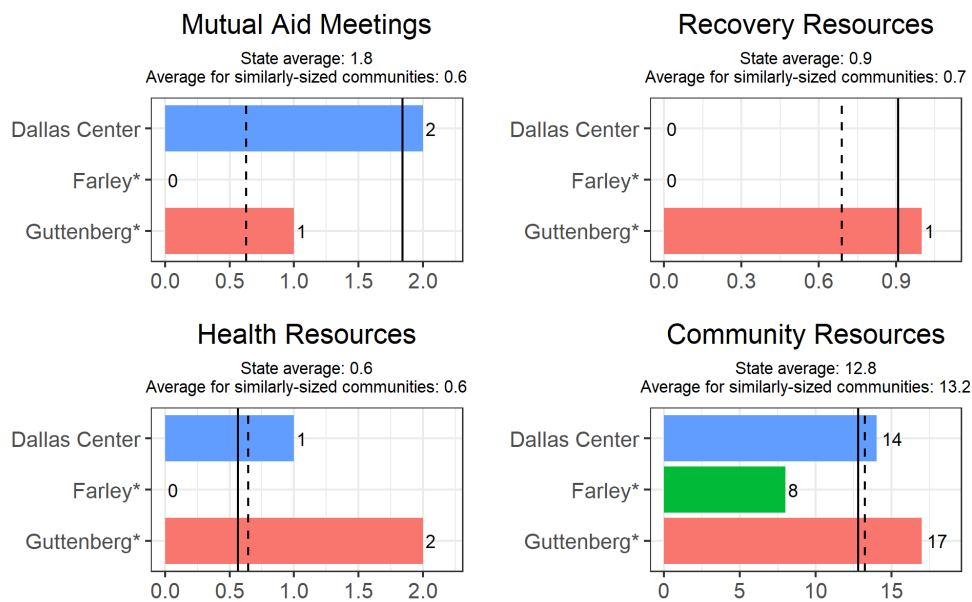 Mutual Aid Meetings
State average: 1.8
Average for similarly-sized communities: 0.6
Dallas Center
2
Farley*
0
Guttenberg*
1
0.0 0.5 1.0 1.5 2.0
Recovery Resources
State average: 0.9
Average for similarly-sized communities: 0.7
Dallas Center
0
Farley*
0
Guttenberg*
1
0.0 0.3 0.6 0.9
Health Resources
State average: 0.6
Average for similarly-sized communities: 0.6
Dallas Center
1
Farley*
0
Guttenberg*
2
0.0 0.5 1.0 1.5 2.0
Community Resources
State average: 12.8
Average for similarly-sized communities: 13.2
Dallas Center
14
Farley*
8
Guttenberg*
17
0 5 10 15